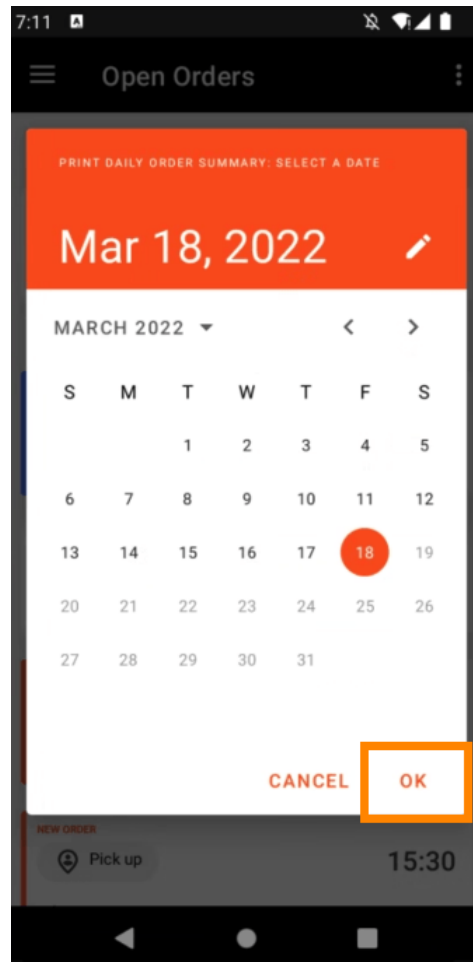 7:11
Open Orders
PRINT DAILY ORDER SUMMARY: SELECT A DATE
Mar 18, 2022
MARCH 2022
S M T W T F S
1 2 3 4 5
6 7 8 9 10 11 12
13 14 15 16 17 18 19
20 21 22 23 24 25 26
27 28 29 30 31
CANCEL OK
NEW ORDER
Pick up 15:30